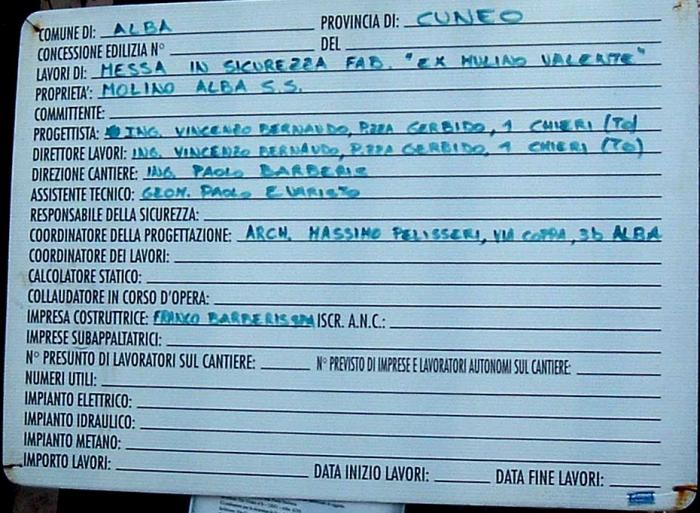 COMUNE DI: ALBA PROVINCIA DI: CUNEO
CONCESSIONE EDILIZIA N° DEL
LAVORI DI: MESSA IN SICUREZZA FAB. "EX MULINO VALENTE"
PROPRIETA': MOLINO ALBA S.S.
COMMITTENTE:
PROGETTISTA: ING. VINCENZO BERNAUDO, P.ZZA GERBIDO, 1 CHIERI (TO)
DIRETTORE LAVORI: ING. VINCENZO BERNAUDO, P.ZZA GERBIDO, 1 CHIERI (TO)
DIREZIONE CANTIERE: ING. PAOLO BARBERIS
ASSISTENTE TECNICO: GEOM. PAOLO EVARISTO
RESPONSABILE DELLA SICUREZZA:
COORDINATORE DELLA PROGETTAZIONE: ARCH. MASSIMO PELISSERI, VIA COPPA, 3b ALBA
COORDINATORE DEI LAVORI:
CALCOLATORE STATICO:
COLLAUDATORE IN CORSO D'OPERA:
IMPRESA COSTRUTTRICE: FRANCO BARBERIS SPA ISCR. A.N.C.:
IMPRESE SUBAPPALTATRICI:
N° PRESUNTO DI LAVORATORI SUL CANTIERE: N° PREVISTO DI IMPRESE E LAVORATORI AUTONOMI SUL CANTIERE:
NUMERI UTILI:
IMPIANTO ELETTRICO:
IMPIANTO IDRAULICO:
IMPIANTO METANO:
IMPORTO LAVORI: DATA INIZIO LAVORI: DATA FINE LAVORI: